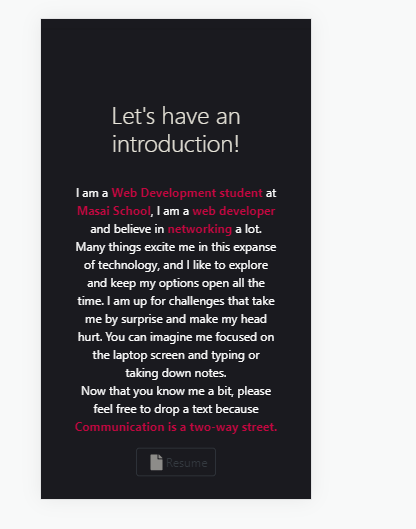 Let's have an
introduction!
I am a Web Development student at
Masai School, I am a web developer
and believe in networking a lot.
Many things excite me in this expanse
of technology, and I like to explore
and keep my options open all the
time. I am up for challenges that take
me by surprise and make my head
hurt. You can imagine me focused on
the laptop screen and typing or
taking down notes.
Now that you know me a bit, please
feel free to drop a text because
Communication is a two-way street.
Resume